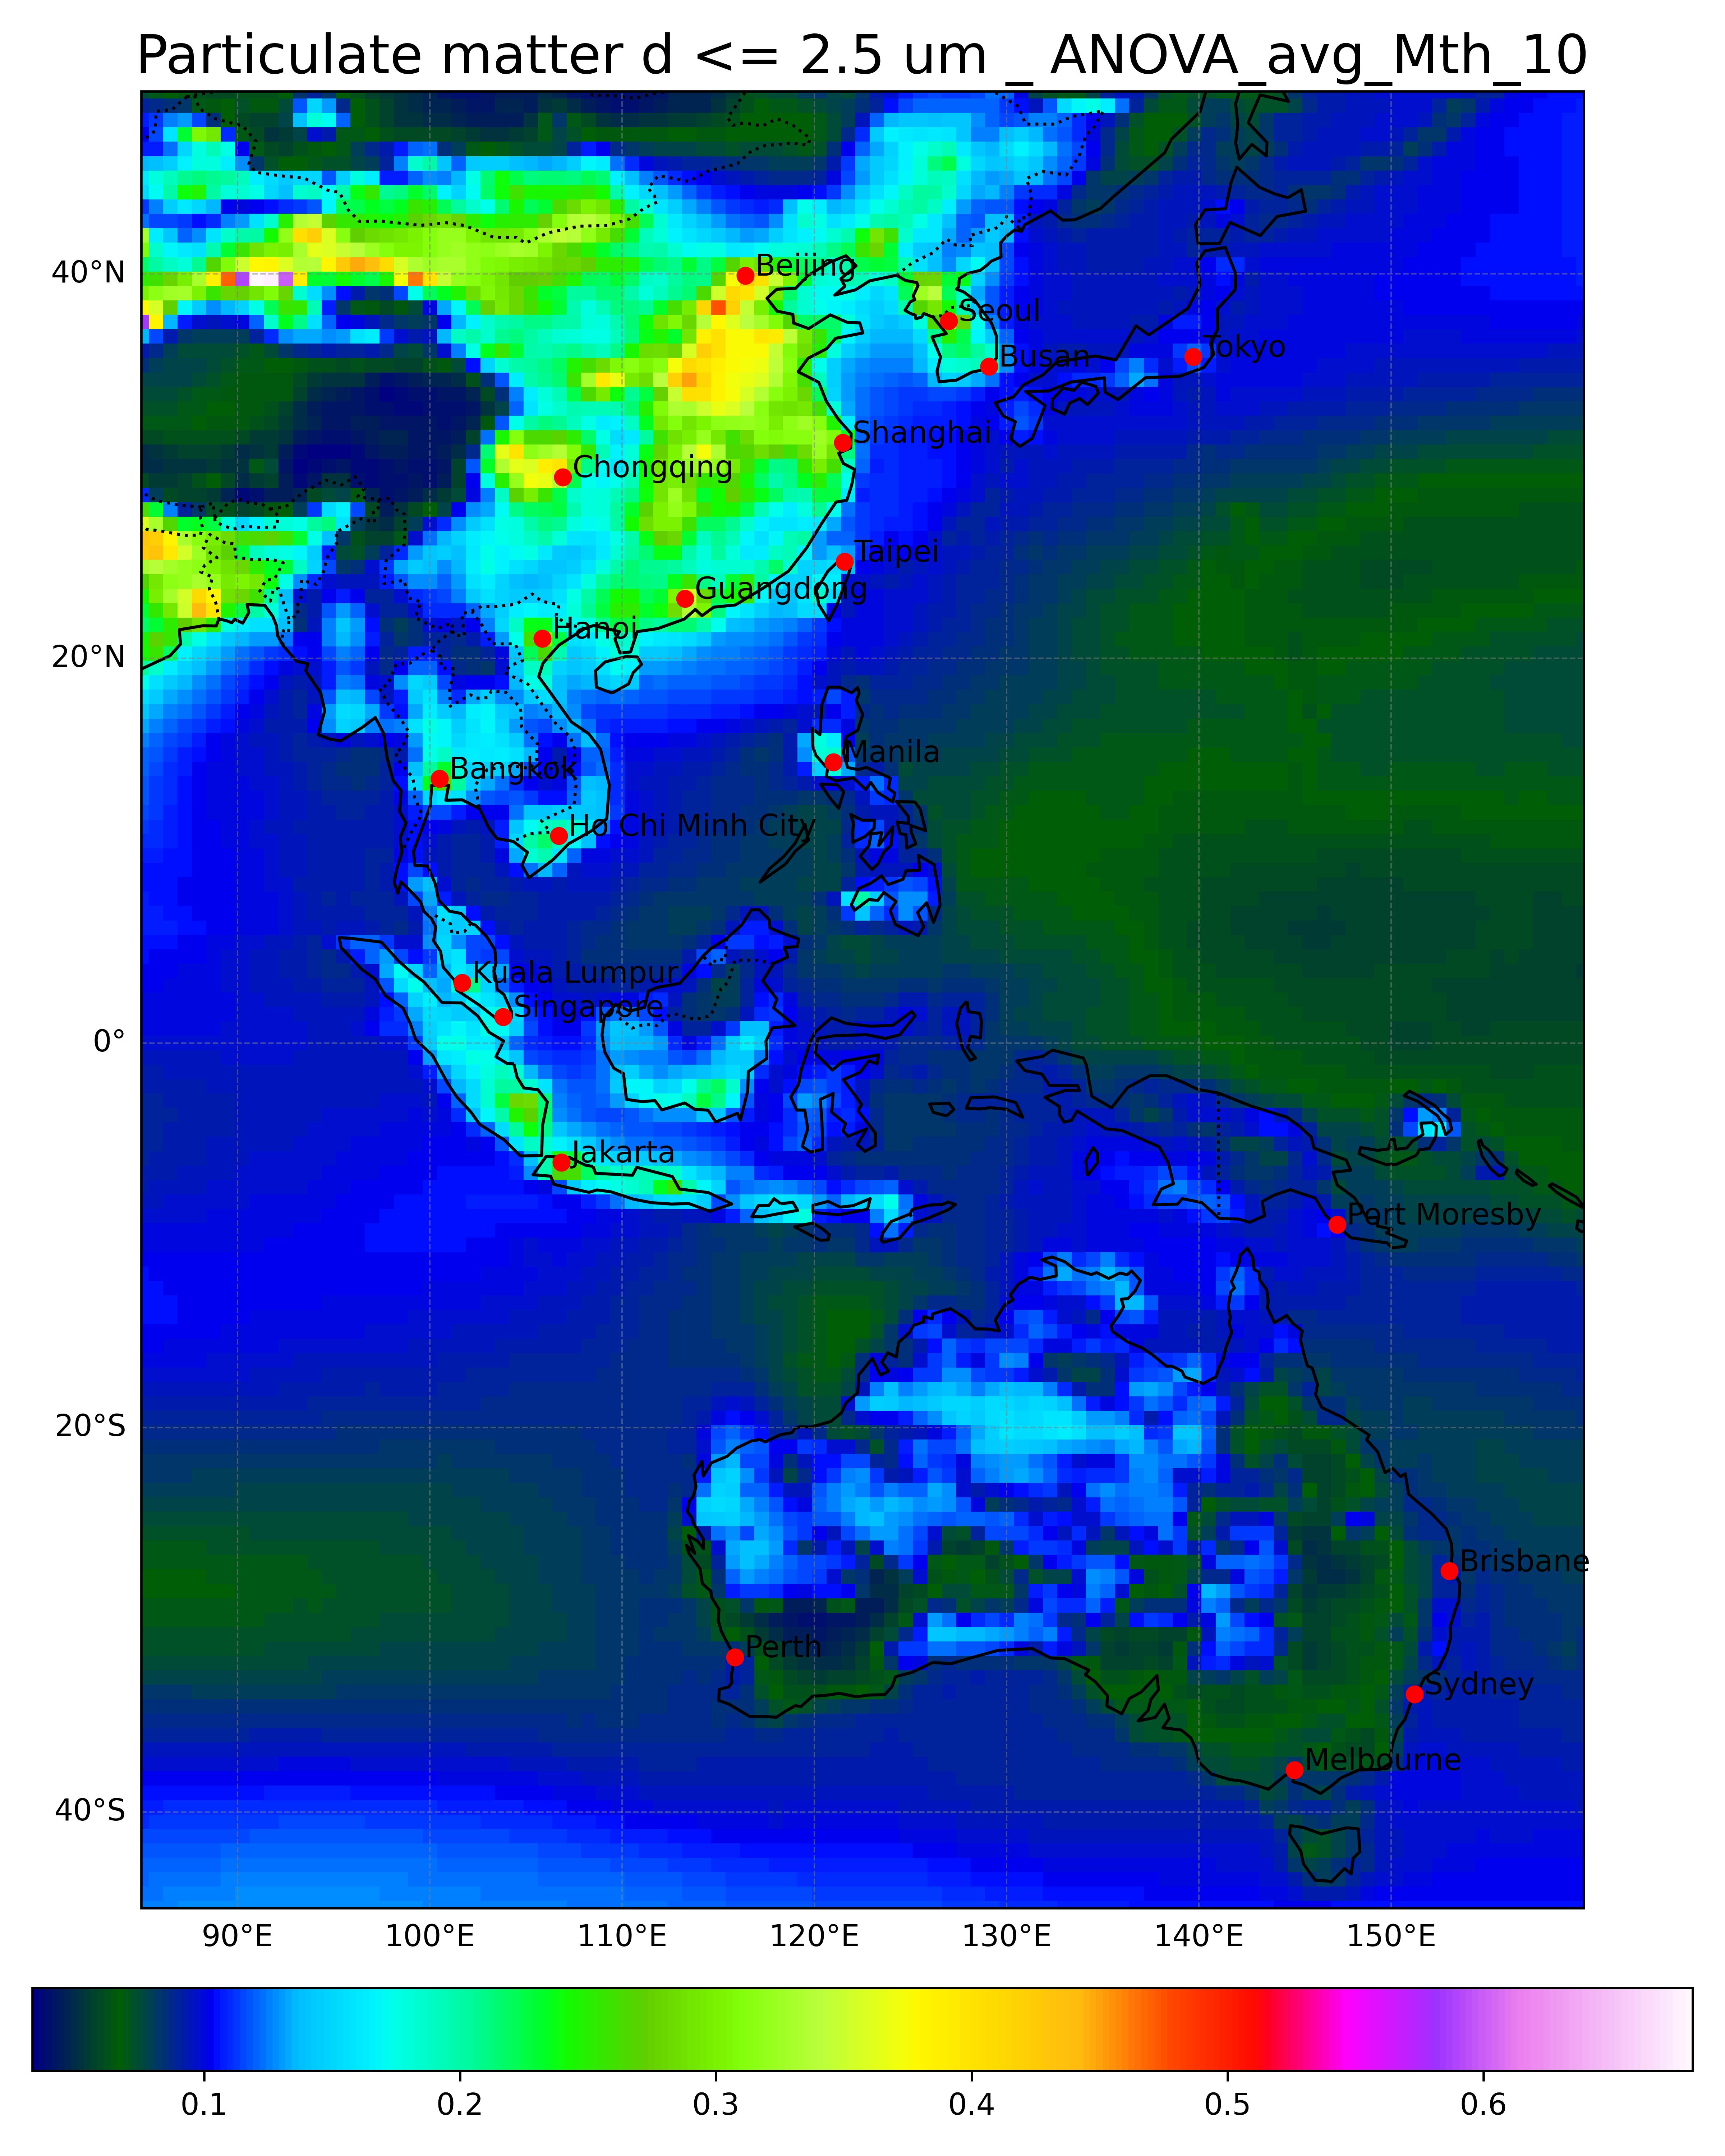 Particulate matter d <= 2.5 um _ ANOVA_avg_Mth_10
40°N
Beijing
Seoul
Tokyo
Busan
Shanghai
Chongqing
Taipei
Guangdong
Hanoi
20°N
Manila
Bangkok
Ho Chi Minh City
Kuala Lumpur
Singapore
0°
Jakarta
Port Moresby
20°S
Brisbane
Perth
Sydney
Melbourne
40°S
90°E 100°E 110°E 120°E 130°E 140°E 150°E
0.1 0.2 0.3 0.4 0.5 0.6